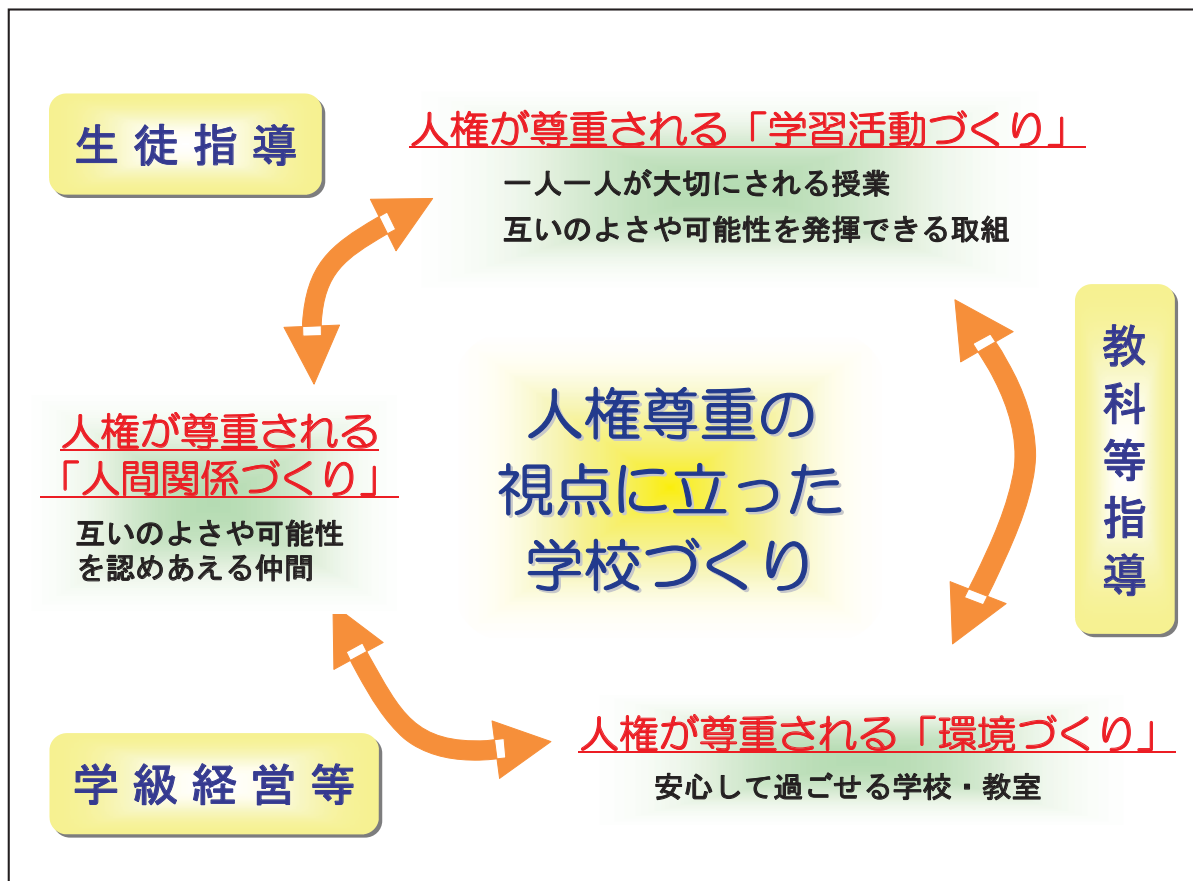 生徒指導
人権が尊重される「学習活動づくり」
一人一人が大切にされる授業
互いのよさや可能性を発揮できる取組
教科等指導
人権尊重の
視点に立った
学校づくり
人権が尊重される
「人間関係づくり」
互いのよさや可能性
を認めあえる仲間
人権が尊重される「環境づくり」
安心して過ごせる学校・教室
学級経営等